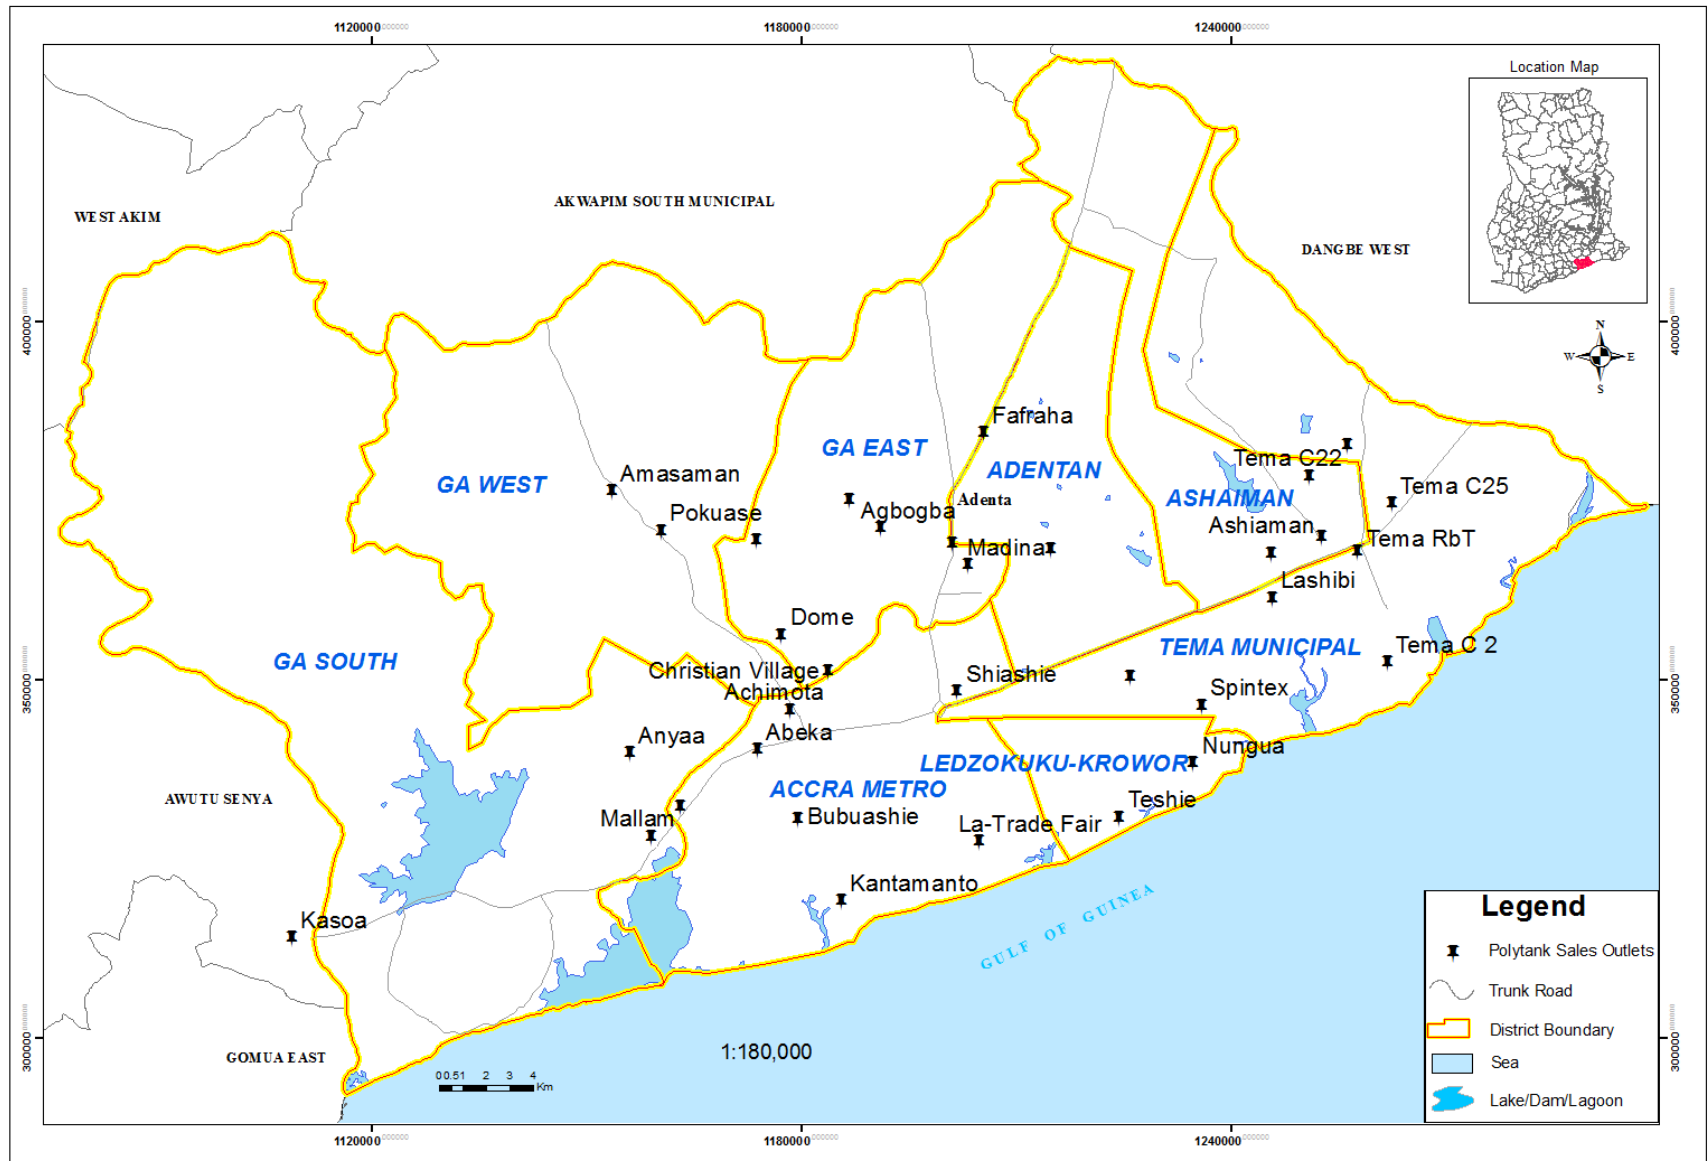 1120000
1180000
1240000
Location Map
WEST AKIM
AKWAPIM SOUTH MUNICIPAL
DANGBE WEST
400000
400000
N
W E
S
Fafraha
GA EAST
ADENTAN
Tema C22
Amasaman
GA WEST
Adenta
ASHAIMAN
Tema C25
Pokuase
Agbogba
Ashiaman
Tema RbT
Madina
Lashibi
Dome
TEMA MUNICIPAL
Tema C 2
GA SOUTH
Christian Village
Shiashie
Achimota
Spintex
350000
350000
Anyaa
Abeka
Nungua
LEDZOKUKU-KROWOR
ACCRA METRO
AWUTU SENYA
Mallam
Bubuashie
Teshie
La-Trade Fair
Kantamanto
Kasoa
GULF OF GUINEA
Legend
Polytank Sales Outlets
Trunk Road
District Boundary
Sea
Lake/Dam/Lagoon
GOMUA EAST
1:180,000
0 0.5 1 2 3 4
Km
300000
300000
1120000
1180000
1240000